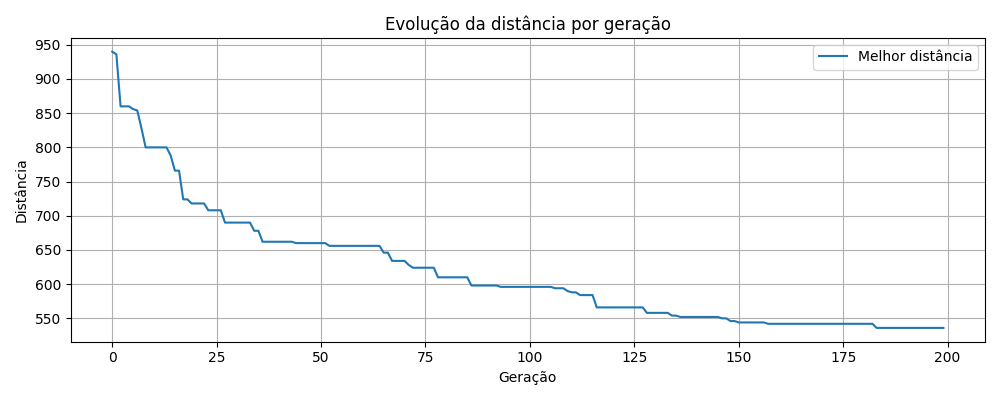 Evolução da distância por geração
Melhor distância
Distância
950
900
850
800
750
700
650
600
550
0 25 50 75 100 125 150 175 200
Geração